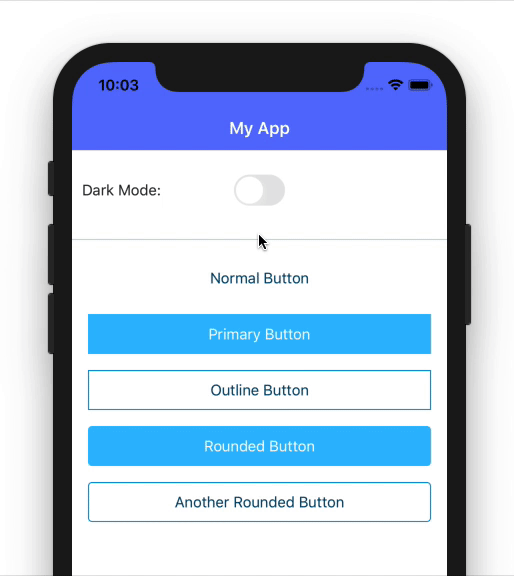 10:03
My App
Dark Mode:
Normal Button
Primary Button
Outline Button
Rounded Button
Another Rounded Button